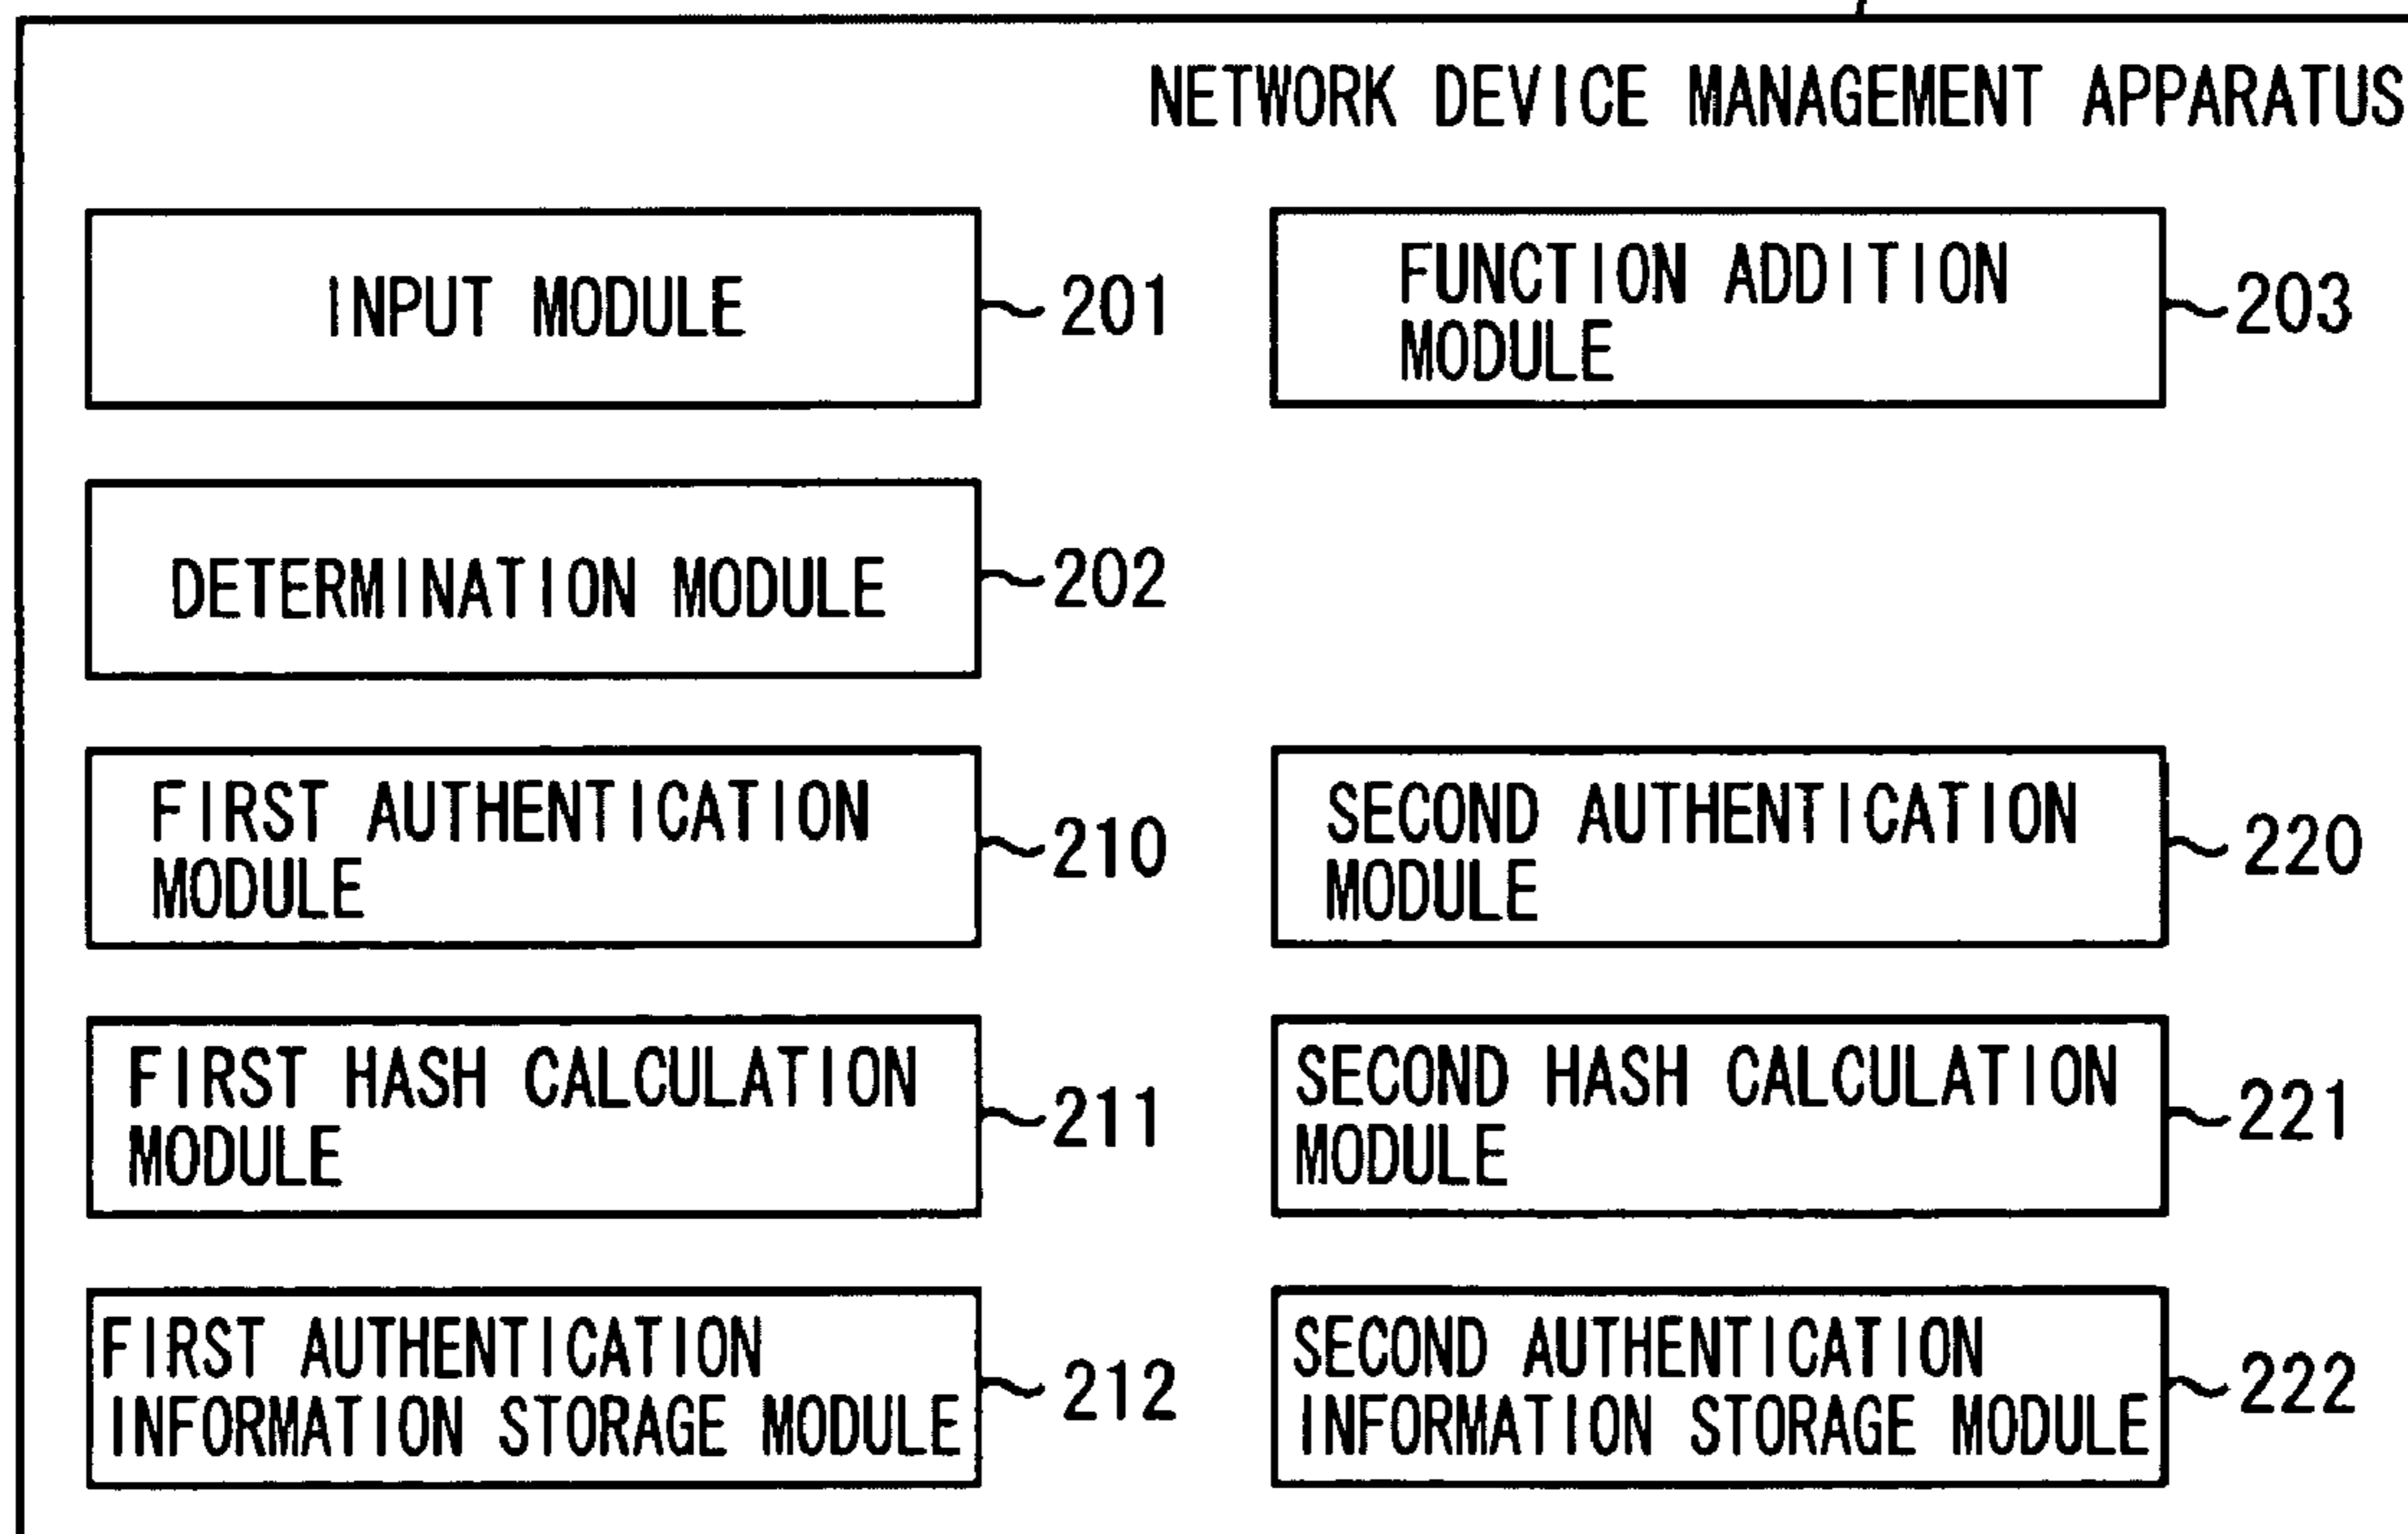 NETWORK DEVICE MANAGEMENT APPARATUS
INPUT MODULE
201
FUNCTION ADDITION
MODULE
203
DETERMINATION MODULE
202
FIRST AUTHENTICATION
MODULE
210
SECOND AUTHENTICATION
MODULE
220
FIRST HASH CALCULATION
MODULE
211
SECOND HASH CALCULATION
MODULE
221
FIRST AUTHENTICATION
INFORMATION STORAGE MODULE
212
SECOND AUTHENTICATION
INFORMATION STORAGE MODULE
222